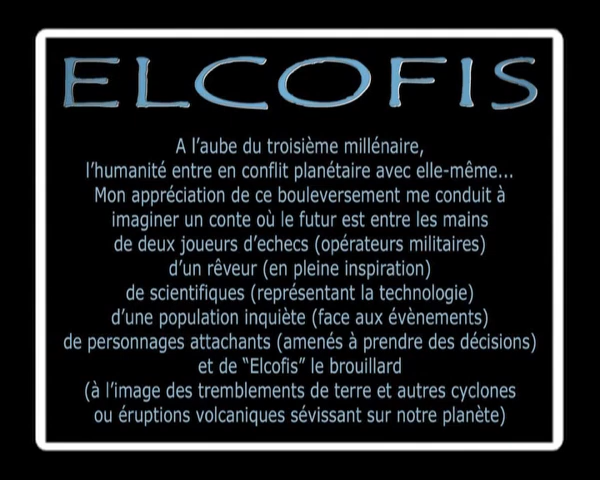 ELCOFIS
A l'aube du troisième millénaire,
l'humanité entre en conflit planétaire avec elle-même...
Mon appréciation de ce bouleversement me conduit à
imaginer un conte où le futur est entre les mains
de deux joueurs d'echecs (opérateurs militaires)
d'un rêveur (en pleine inspiration)
de scientifiques (représentant la technologie)
d'une population inquiète (face aux évènements)
de personnages attachants (amenés à prendre des décisions)
et de "Elcofis" le brouillard
(à l'image des tremblements de terre et autres cyclones
ou éruptions volcaniques sévissant sur notre planète)